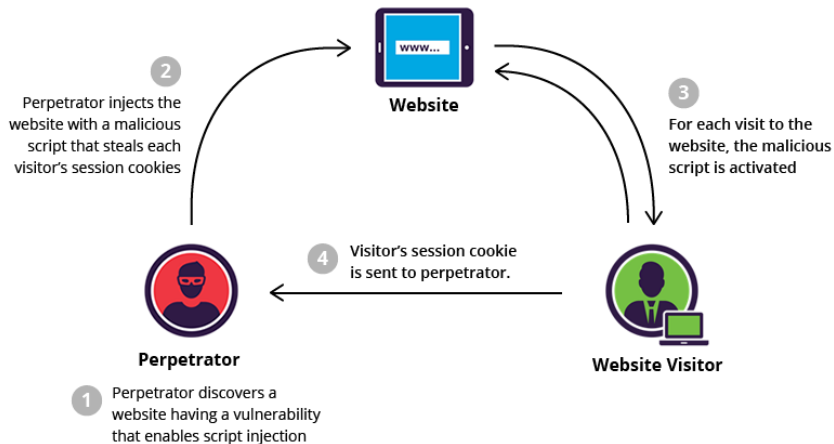 www...
Website
2
Perpetrator injects the
website with a malicious
script that steals each
visitor's session cookies
3
For each visit to the
website, the malicious
script is activated
4
Visitor's session cookie
is sent to perpetrator.
Perpetrator
Website Visitor
1
Perpetrator discovers a
website having a vulnerability
that enables script injection